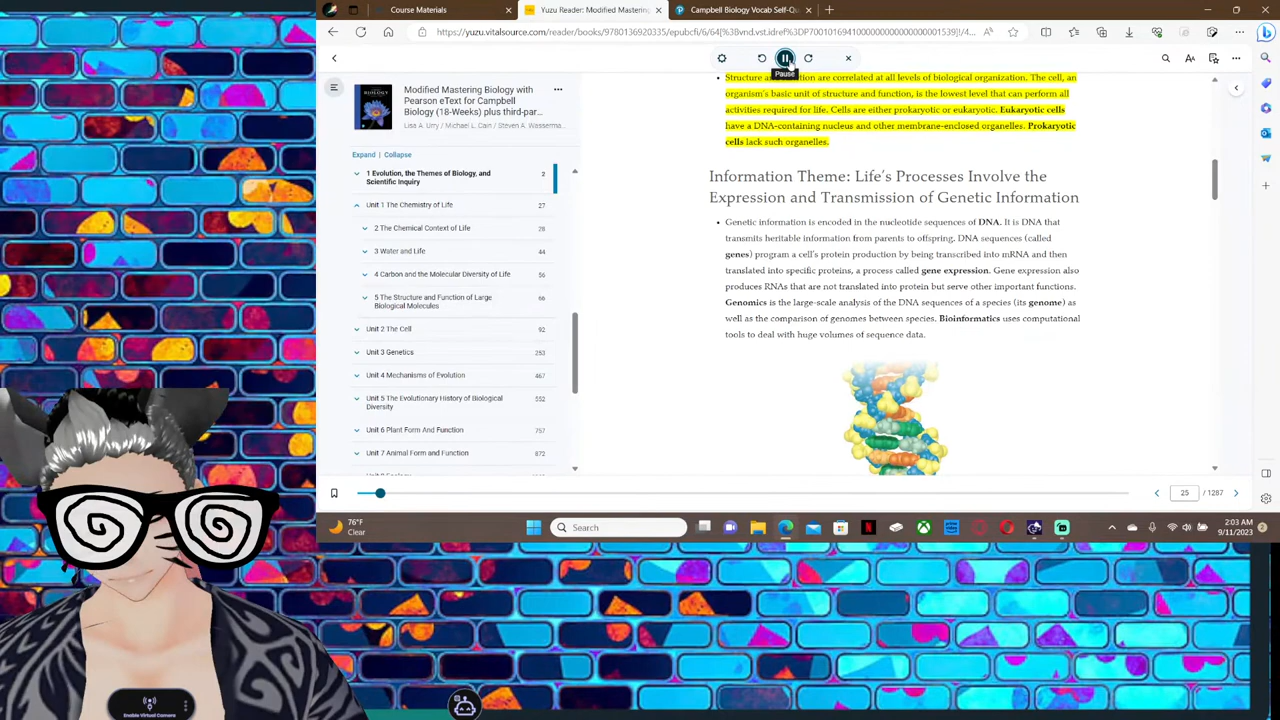 Course Materials
Yuzu Reader: Modified Mastering
Campbell Biology Vocab Self-Qu
https://yuzu.vitalsource.com/reader/books/9780136920335/epubcfi/6/64[%3Bvnd.vst.idref%3DP70010169410000000000000000001539]!/4...
Pause
Modified Mastering Biology with
Pearson eText for Campbell
Biology (18-Weeks) plus third-par...
Lisa A. Urry / Michael L. Cain / Steven A. Wasserma...
Expand | Collapse
1 Evolution, the Themes of Biology, and
Scientific Inquiry 2
Unit 1 The Chemistry of Life 27
2 The Chemical Context of Life 28
3 Water and Life 44
4 Carbon and the Molecular Diversity of Life 56
5 The Structure and Function of Large
Biological Molecules 66
Unit 2 The Cell 92
Unit 3 Genetics 253
Unit 4 Mechanisms of Evolution 467
Unit 5 The Evolutionary History of Biological
Diversity 552
Unit 6 Plant Form And Function 757
Unit 7 Animal Form and Function 872
Structure and function are correlated at all levels of biological organization. The cell, an
organism's basic unit of structure and function, is the lowest level that can perform all
activities required for life. Cells are either prokaryotic or eukaryotic. Eukaryotic cells
have a DNA-containing nucleus and other membrane-enclosed organelles. Prokaryotic
cells lack such organelles.
Information Theme: Life's Processes Involve the
Expression and Transmission of Genetic Information
• Genetic information is encoded in the nucleotide sequences of DNA. It is DNA that
transmits heritable information from parents to offspring. DNA sequences (called
genes) program a cell's protein production by being transcribed into mRNA and then
translated into specific proteins, a process called gene expression. Gene expression also
produces RNAs that are not translated into protein but serve other important functions.
Genomics is the large-scale analysis of the DNA sequences of a species (its genome) as
well as the comparison of genomes between species. Bioinformatics uses computational
tools to deal with huge volumes of sequence data.
25 / 1287
76°F
Clear
Search
2:03 AM
9/11/2023
Enable Virtual Camera